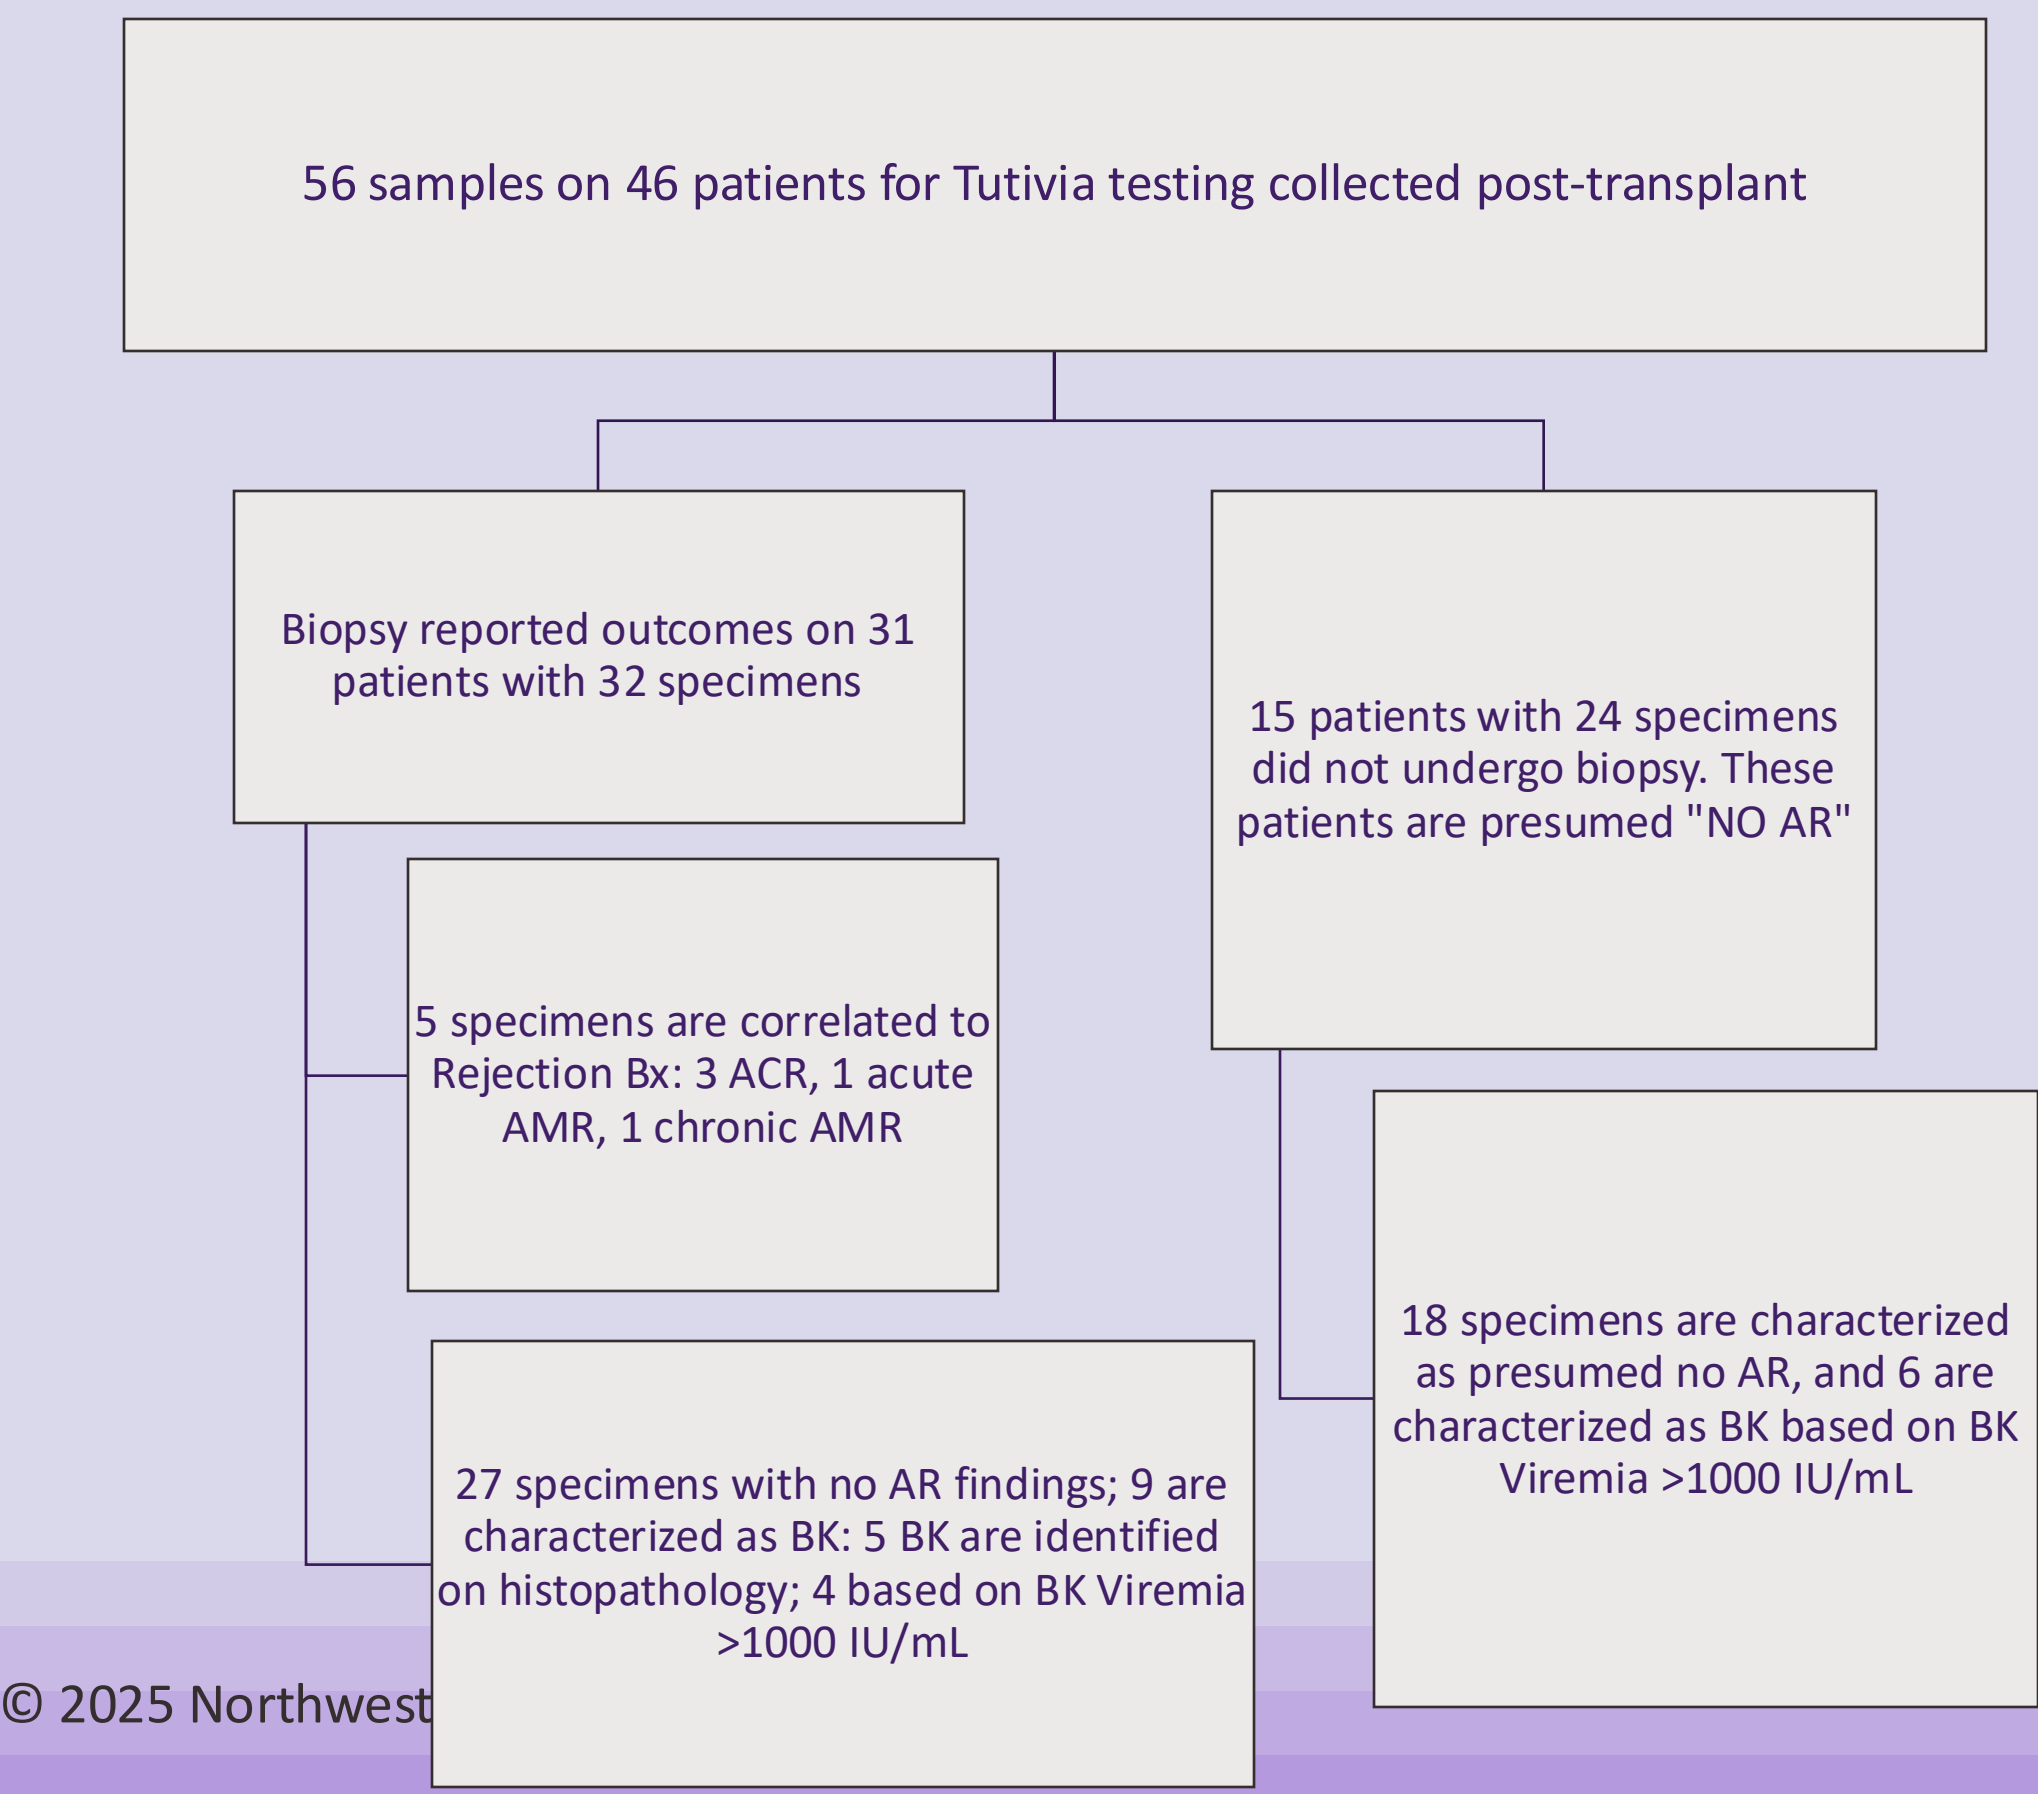 56 samples on 46 patients for Tutivia testing collected post-transplant
Biopsy reported outcomes on 31
patients with 32 specimens
15 patients with 24 specimens
did not undergo biopsy. These
patients are presumed "NO AR"
5 specimens are correlated to
Rejection Bx: 3 ACR, 1 acute
AMR, 1 chronic AMR
18 specimens are characterized
as presumed no AR, and 6 are
characterized as BK based on BK
Viremia >1000 IU/mL
27 specimens with no AR findings; 9 are
characterized as BK: 5 BK are identified
on histopathology; 4 based on BK Viremia
>1000 IU/mL
© 2025 Northwest